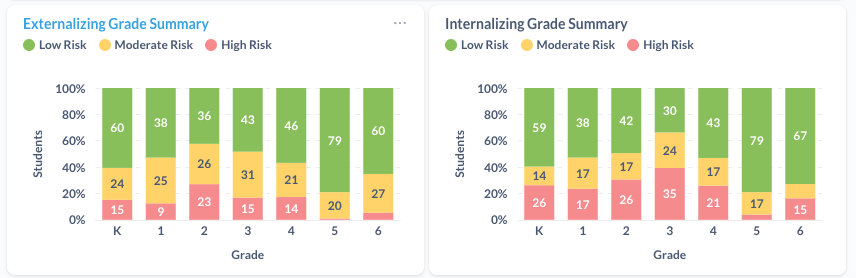 Externalizing Grade Summary
...
Low Risk Moderate Risk High Risk
100%
80%
60%
40%
20%
0%
Students
60 38 36 43 46 79 60
24 25 26 31 21 20 27
15 9 23 15 14
K 1 2 3 4 5 6
Grade
Internalizing Grade Summary
Low Risk Moderate Risk High Risk
100%
80%
60%
40%
20%
0%
Students
59 38 42 30 43 79 67
14 17 17 24 17 17
26 17 26 35 21 15
K 1 2 3 4 5 6
Grade